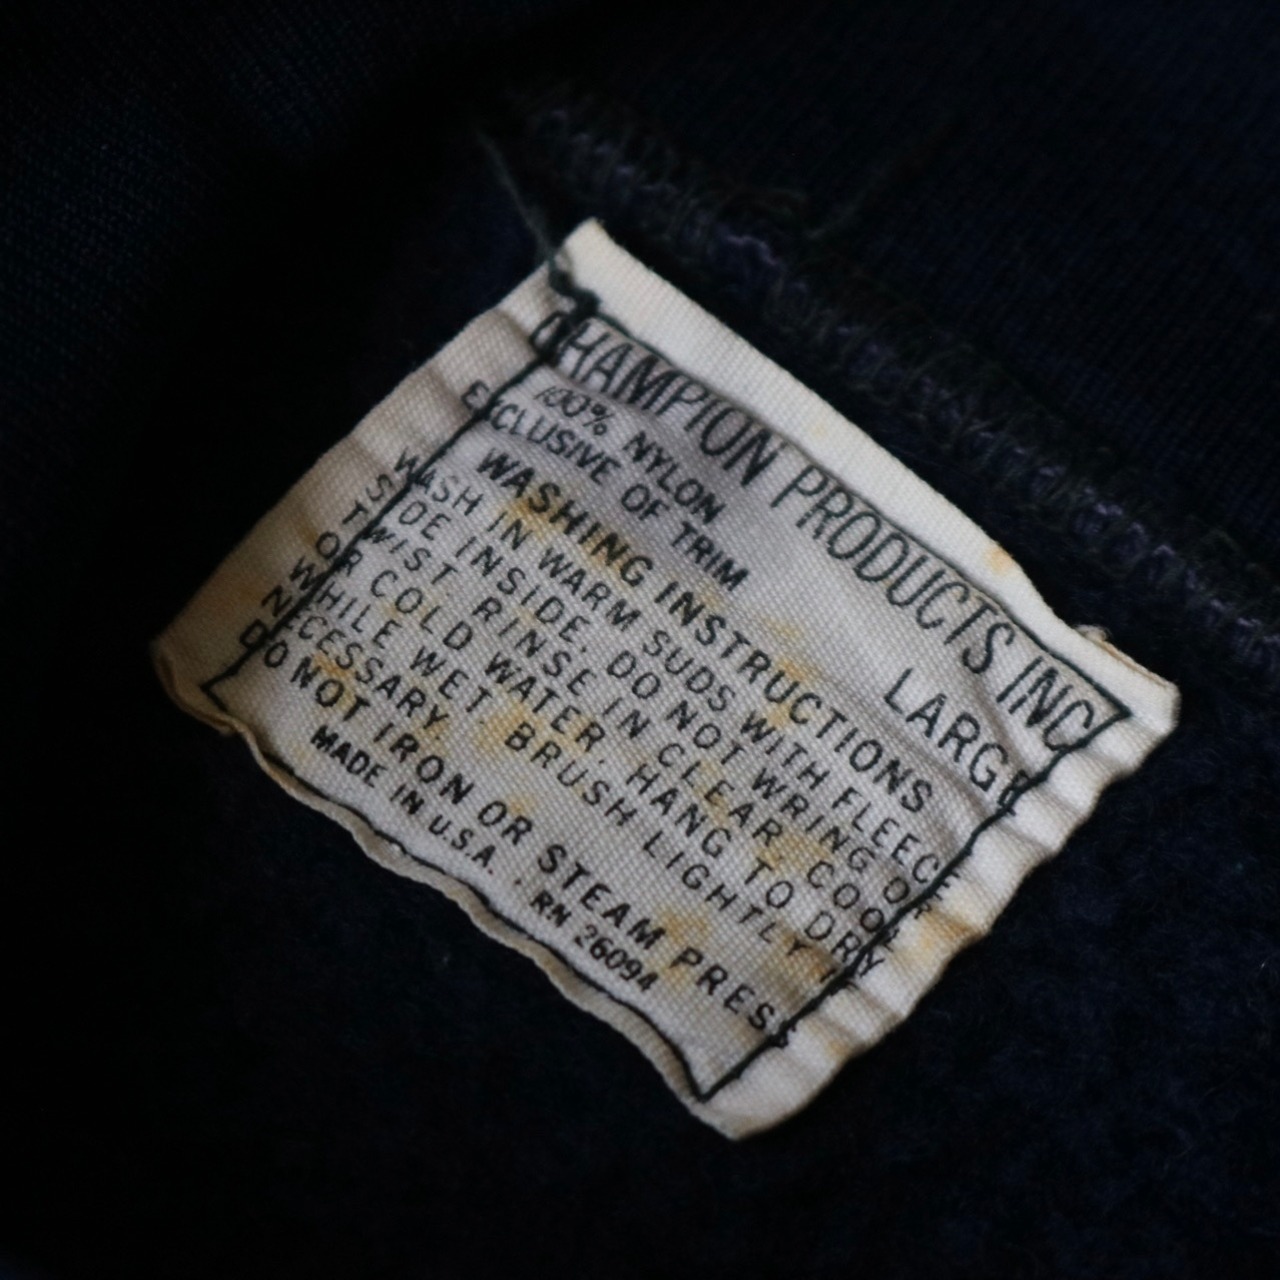 CHAMPION PRODUCTS INC
100% NYLON
EXCLUSIVE OF TRIM
LARGE
WASHING INSTRUCTIONS
WASH IN WARM SUDS WITH FLEECE
SIDE INSIDE. DO NOT WRING OR
TWIST. RINSE IN CLEAR, COOL
OR COLD WATER. HANG TO DRY
WHILE WET. BRUSH LIGHTLY IF
NECESSARY.
DO NOT IRON OR STEAM PRESS
MADE IN U.S.A. . . RN 26094